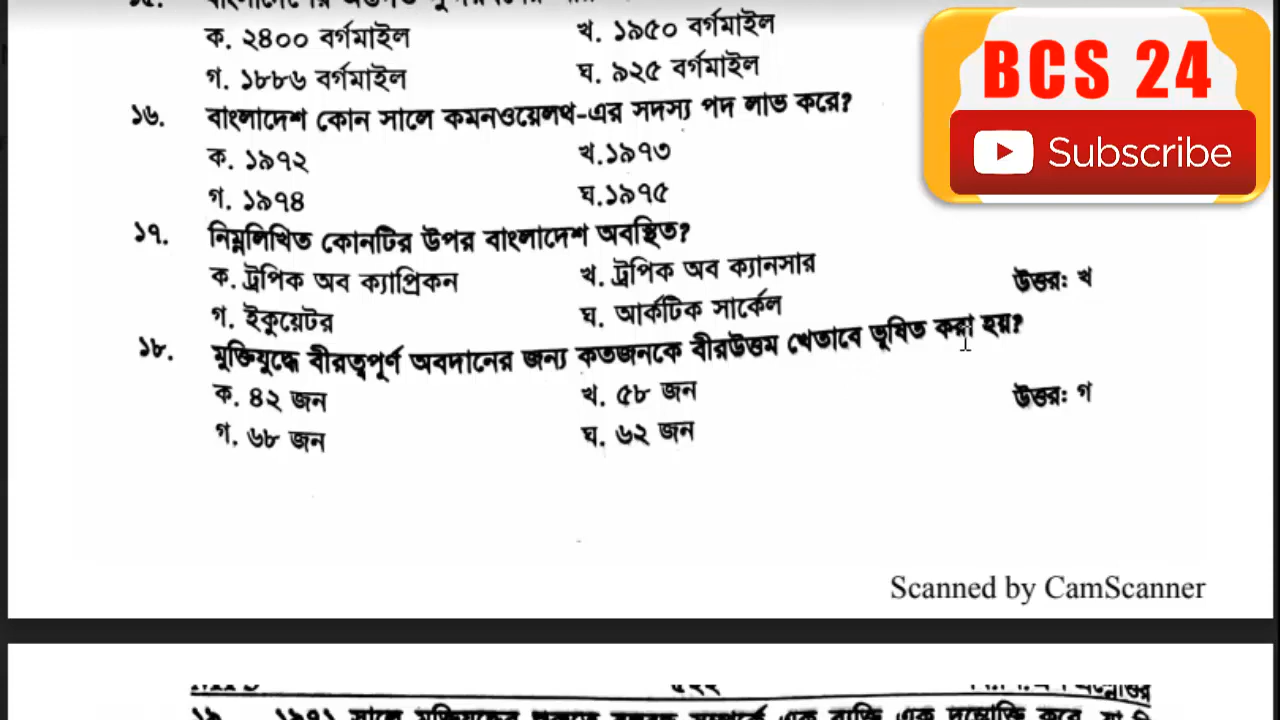 ১৫.
ক. ২৪০০ বর্গমাইল
খ. ১৯৫০ বর্গমাইল
গ. ১৮৮৬ বর্গমাইল
ঘ. ৯২৫ বর্গমাইল
১৬. বাংলাদেশ কোন সালে কমনওয়েলথ-এর সদস্য পদ লাভ করে?
ক. ১৯৭২
খ.১৯৭৩
গ. ১৯৭৪
ঘ.১৯৭৫
১৭. নিম্নলিখিত কোনটির উপর বাংলাদেশ অবস্থিত?
ক. ট্রপিক অব ক্যাপ্রিকন
খ. ট্রপিক অব ক্যানসার
উত্তর: খ
গ. ইকুয়েটর
ঘ. আর্কটিক সার্কেল
১৮. মুক্তিযুদ্ধে বীরত্বপূর্ণ অবদানের জন্য কতজনকে বীরউত্তম খেতাবে ভূষিত করা হয়?
ক. ৪২ জন
খ. ৫৮ জন
উত্তর: গ
গ. ৬৮ জন
ঘ. ৬২ জন
BCS 24
Subscribe
Scanned by CamScanner